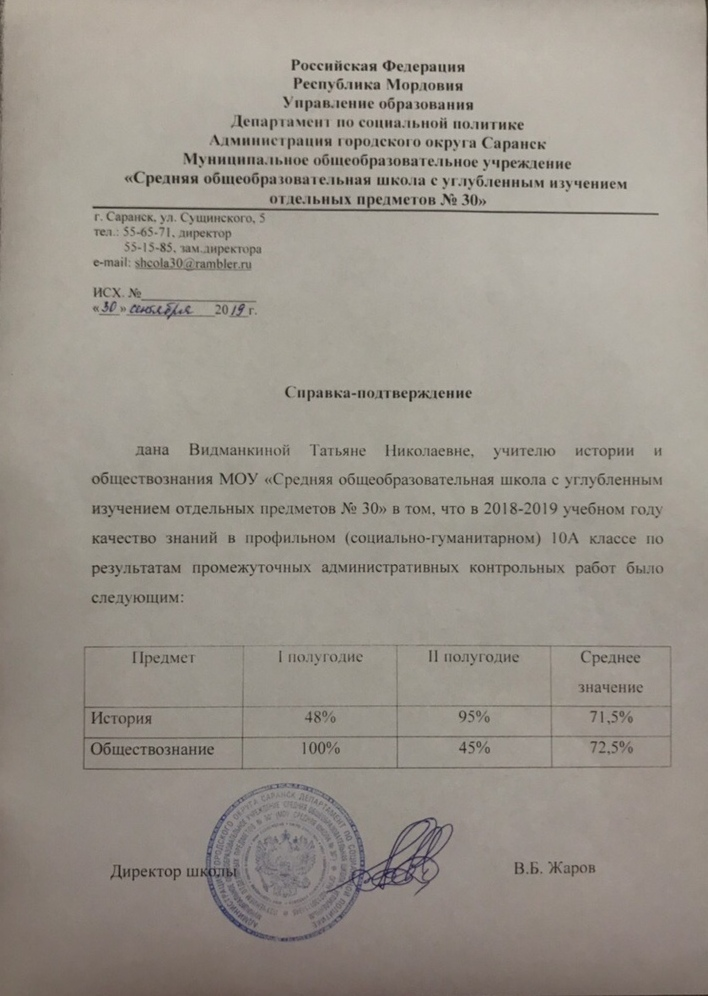 Российская Федерация
Республика Мордовия
Управление образования
Департамент по социальной политике
Администрация городского округа Саранск
Муниципальное общеобразовательное учреждение
«Средняя общеобразовательная школа с углубленным изучением
отдельных предметов № 30»
г. Саранск, ул. Сущинского, 5
тел.: 55-65-71, директор
55-15-85, зам.директора
e-mail: shcola30@rambler.ru
ИСХ. №
«30» сентября 2019 г.
Справка-подтверждение
дана Видманкиной Татьяне Николаевне, учителю истории и
обществознания МОУ «Средняя общеобразовательная школа с углубленным
изучением отдельных предметов № 30» в том, что в 2018-2019 учебном году
качество знаний в профильном (социально-гуманитарном) 10А классе по
результатам промежуточных административных контрольных работ было
следующим:
Предмет I полугодие II полугодие Среднее
значение
История 48% 95% 71,5%
Обществознание 100% 45% 72,5%
Директор школы В.Б. Жаров